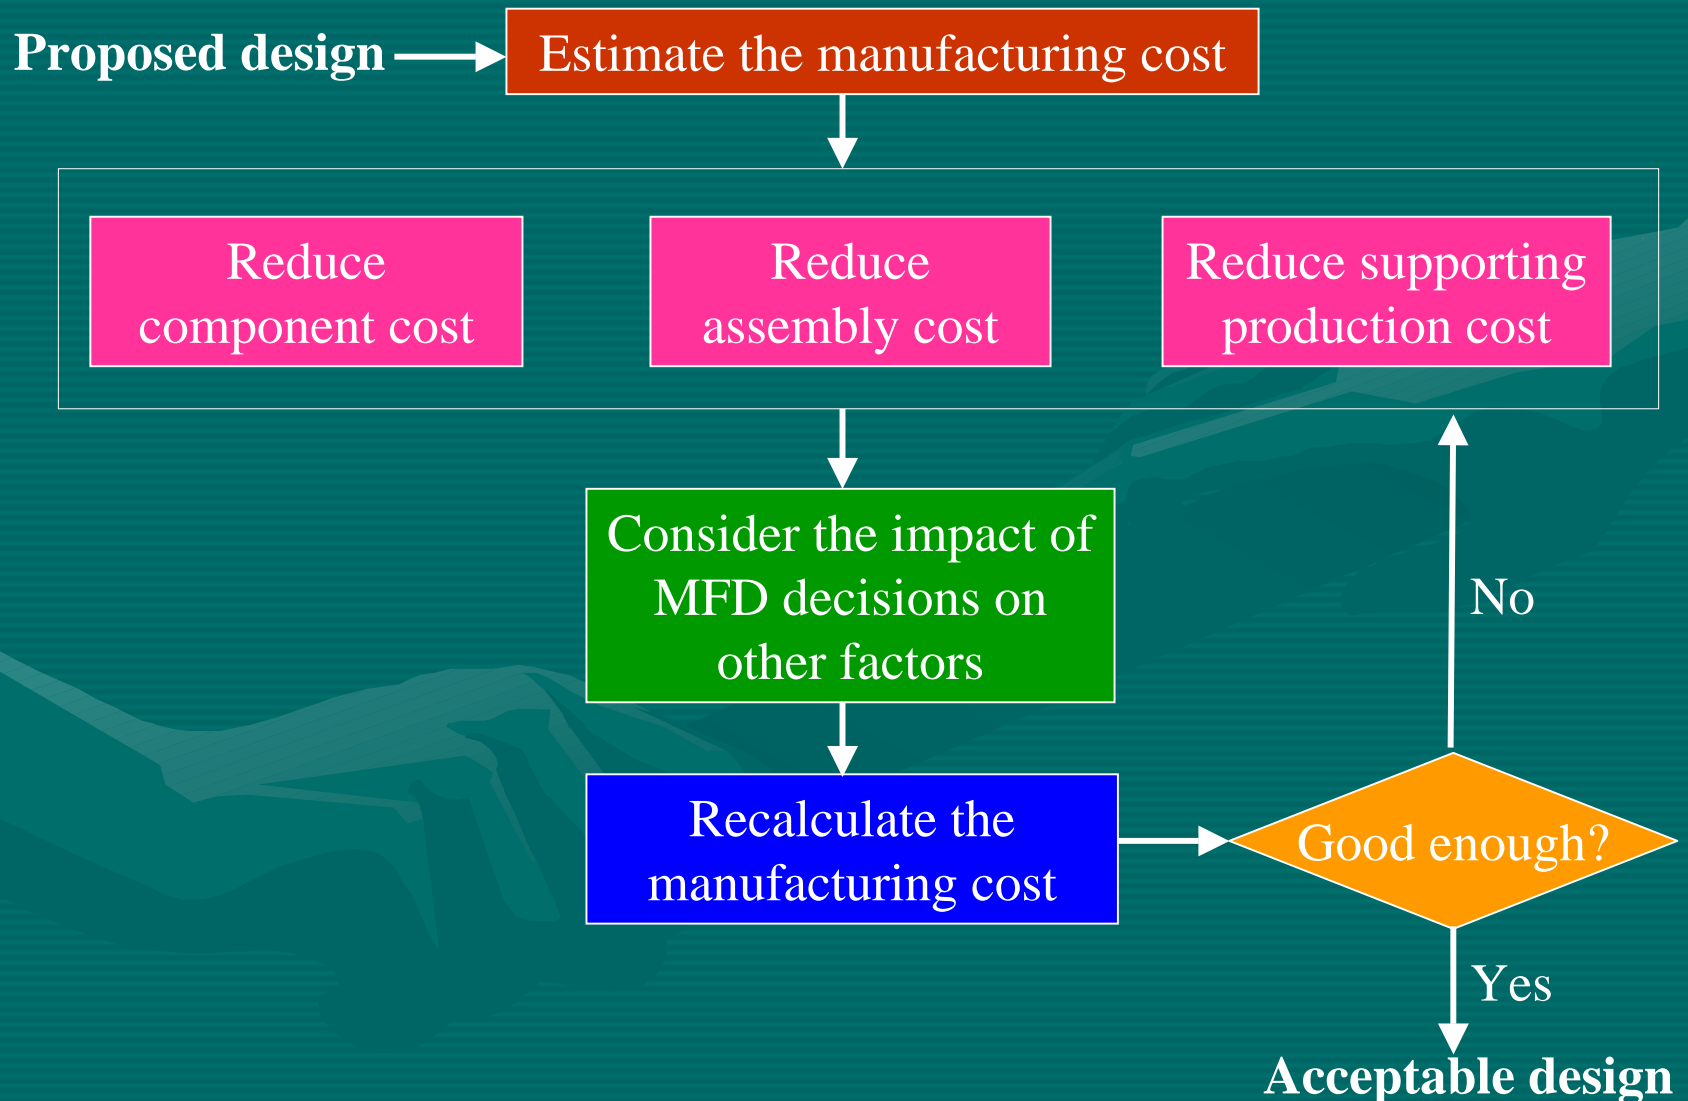 Proposed design
Estimate the manufacturing cost
Reduce
component cost
Reduce
assembly cost
Reduce supporting
production cost
Consider the impact of
MFD decisions on
other factors
No
Recalculate the
manufacturing cost
Good enough?
Yes
Acceptable design